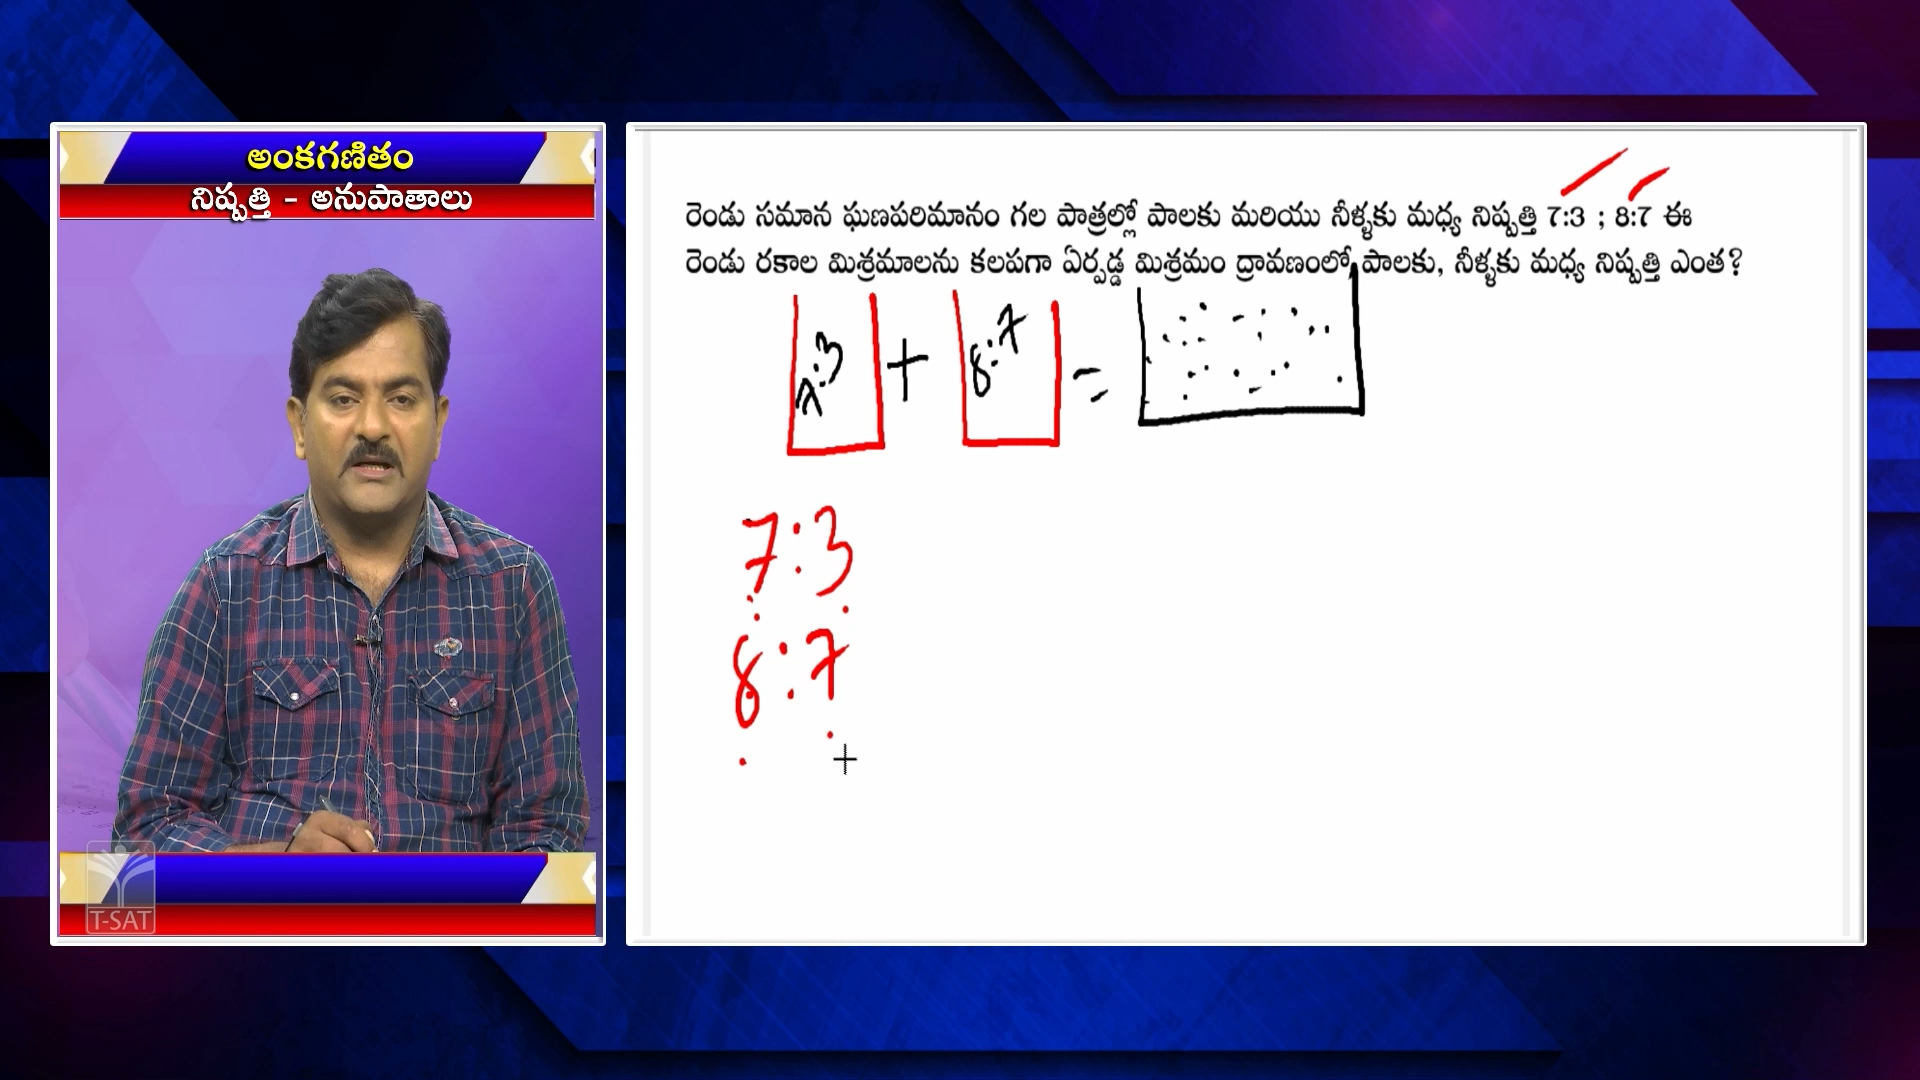 అంకగణితం
నిష్పత్తి - అనుపాతాలు
రెండు సమాన ఘణపరిమానం గల పాత్రల్లో పాలకు మరియు నీళ్ళకు మధ్య నిష్పత్తి 7:3 ; 8:7 ఈ
రెండు రకాల మిశ్రమాలను కలపగా ఏర్పడ్డ మిశ్రమం ద్రావణంలో పాలకు, నీళ్ళకు మధ్య నిష్పత్తి ఎంత?
7:3 + 8:7 =
7:3
8:7
T-SAT